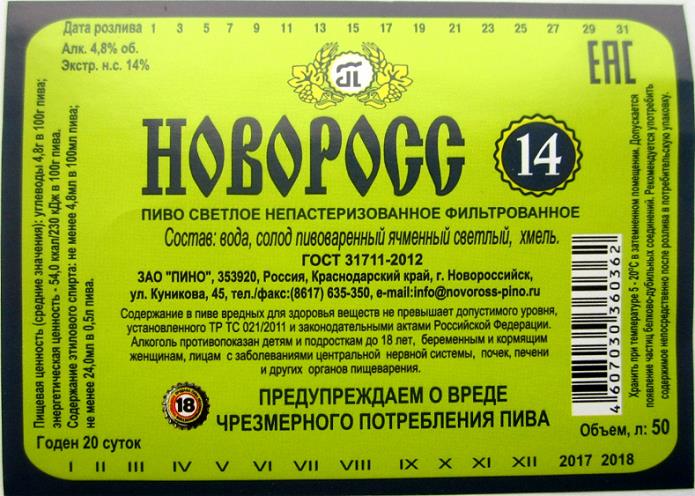 Дата розлива 1 3 5 7 9 11 13 15 17 19 21 23 25 27 29 31
Алк. 4,8% об.
Экстр. н.с. 14%
ЕАС
НОВОРОСС
14
ПИВО СВЕТЛОЕ НЕПАСТЕРИЗОВАННОЕ ФИЛЬТРОВАННОЕ
Состав: вода, солод пивоваренный ячменный светлый, хмель.
ГОСТ 31711-2012
ЗАО "ПИНО", 353920, Россия, Краснодарский край, г. Новороссийск,
ул. Куникова, 45, тел./факс:(8617) 635-350, e-mail:info@novoross-pino.ru
Содержание в пиве вредных для здоровья веществ не превышает допустимого уровня,
установленного ТР ТС 021/2011 и законодательными актами Российской Федерации.
Алкоголь противопоказан детям и подросткам до 18 лет, беременным и кормящим
женщинам, лицам с заболеваниями центральной нервной системы, почек, печени
и других органов пищеварения.
18
ПРЕДУПРЕЖДАЕМ О ВРЕДЕ
ЧРЕЗМЕРНОГО ПОТРЕБЛЕНИЯ ПИВА
Пищевая ценность (средние значения): углеводы 4,8г в 100г пива;
энергетическая ценность - 54,0 ккал/230 кДж в 100г пива.
Содержание этилового спирта: не менее 4,8мл в 100мл пива;
не менее 24,0мл в 0,5л пива.
4 607030 360362
Хранить при температуре 5 - 20°С в затемненном помещении. Допускается
появление частиц белково-дубильных соединений. Рекомендуется употребить
содержимое непосредственно после розлива в потребительскую упаковку.
Годен 20 суток
Объем, л: 50
I II III IV V VI VII VIII IX X XI XII 2017 2018